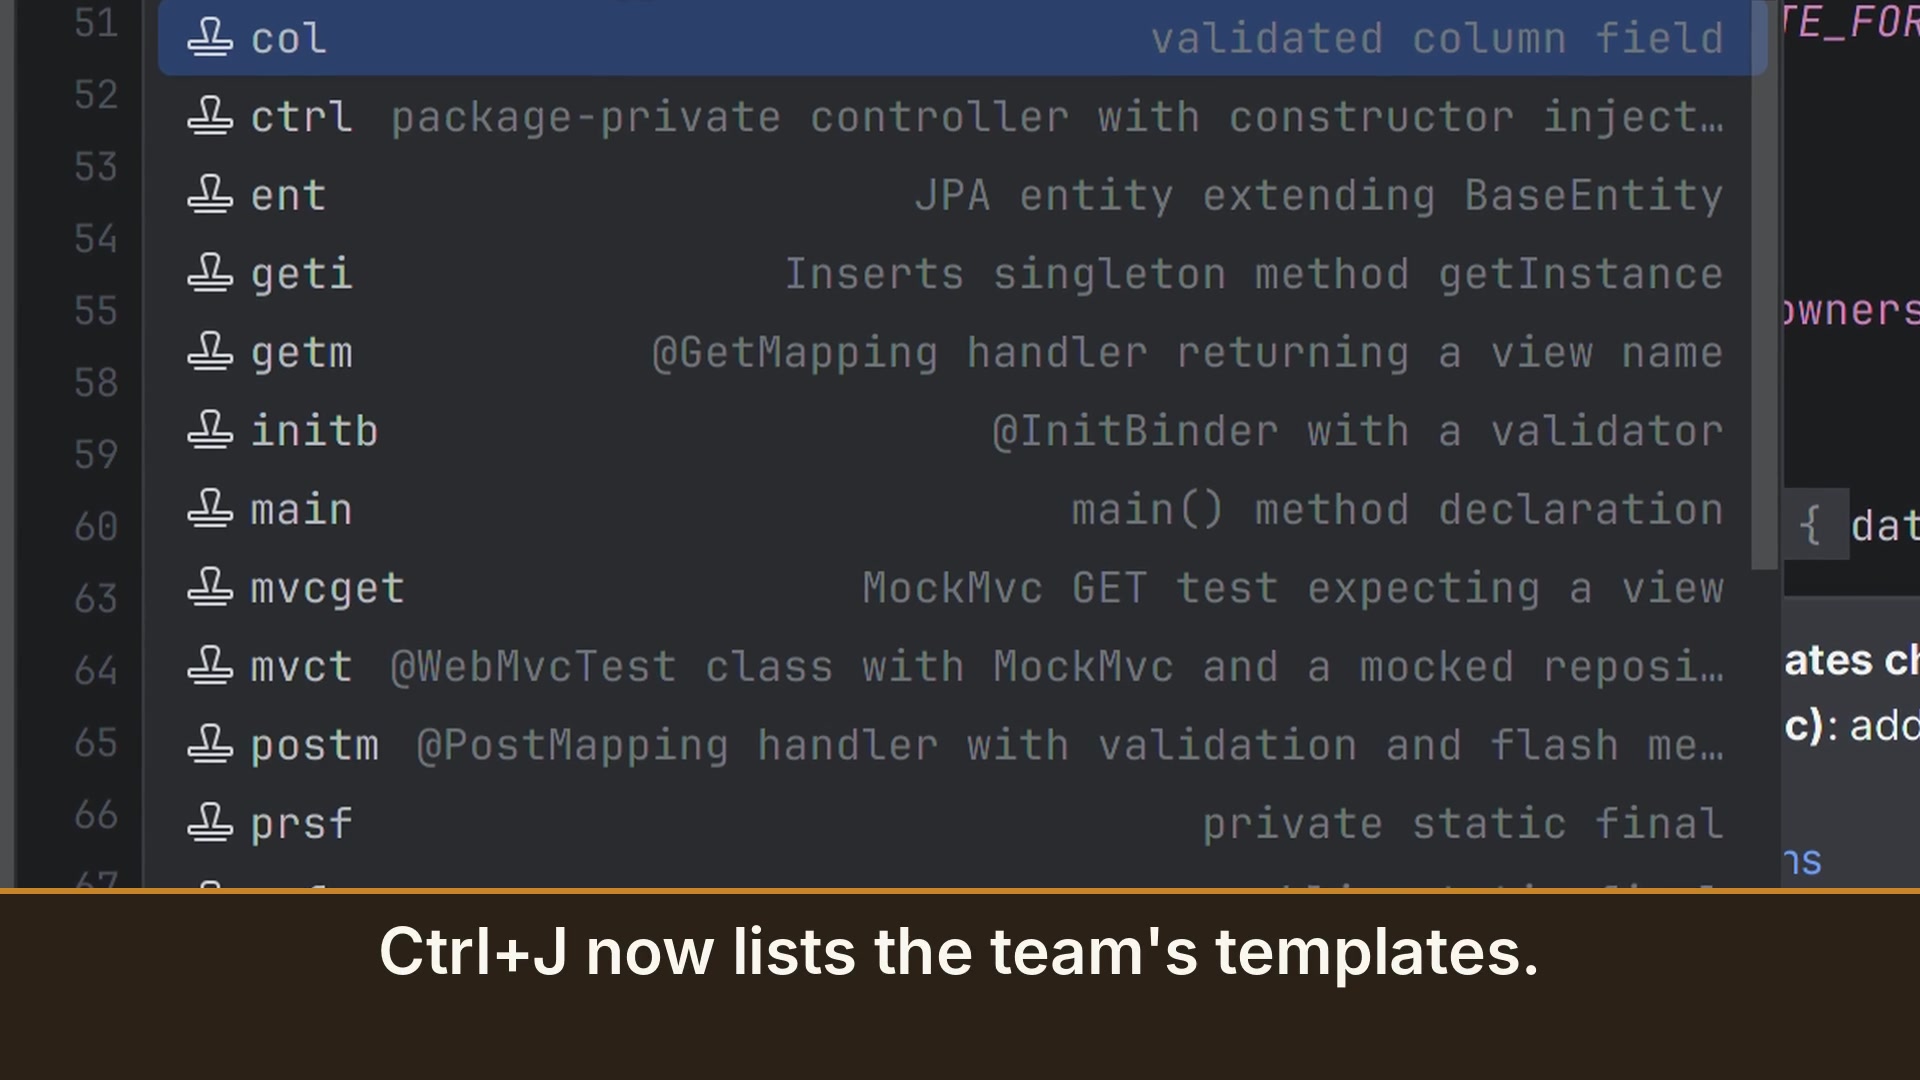 51
col validated column field
TE_FOR
52
ctrl package-private controller with constructor inject…
53
ent JPA entity extending BaseEntity
54
geti Inserts singleton method getInstance
55
owners
getm @GetMapping handler returning a view name
58
initb @InitBinder with a validator
59
main main() method declaration
60
{ dat
mvcget MockMvc GET test expecting a view
63
mvct @WebMvcTest class with MockMvc and a mocked reposi…
64
ates ch
postm @PostMapping handler with validation and flash me…
65
c): add
66
prsf private static final
ns
67
Ctrl+J now lists the team's templates.